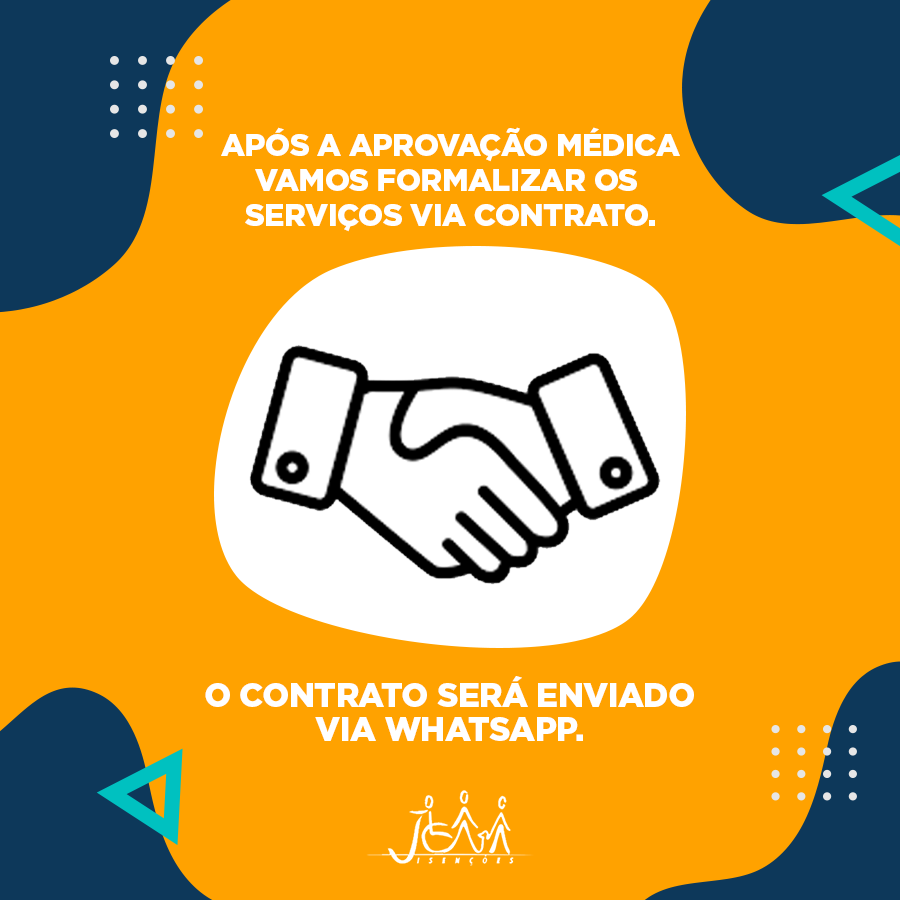 APÓS A APROVAÇÃO MÉDICA
VAMOS FORMALIZAR OS
SERVIÇOS VIA CONTRATO.
O CONTRATO SERÁ ENVIADO
VIA WHATSAPP.
ISENÇÕES